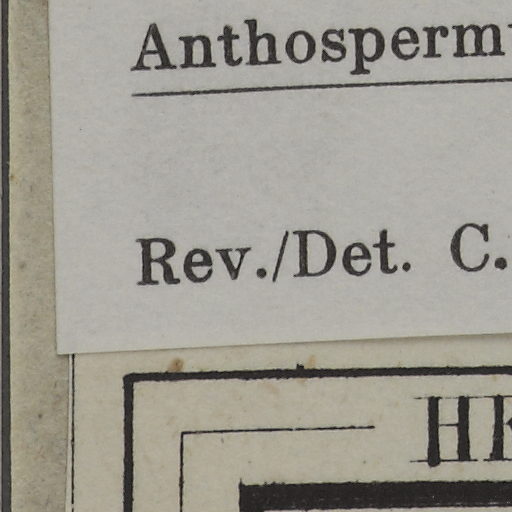 Anthosperm
Rev./Det. C.
HE